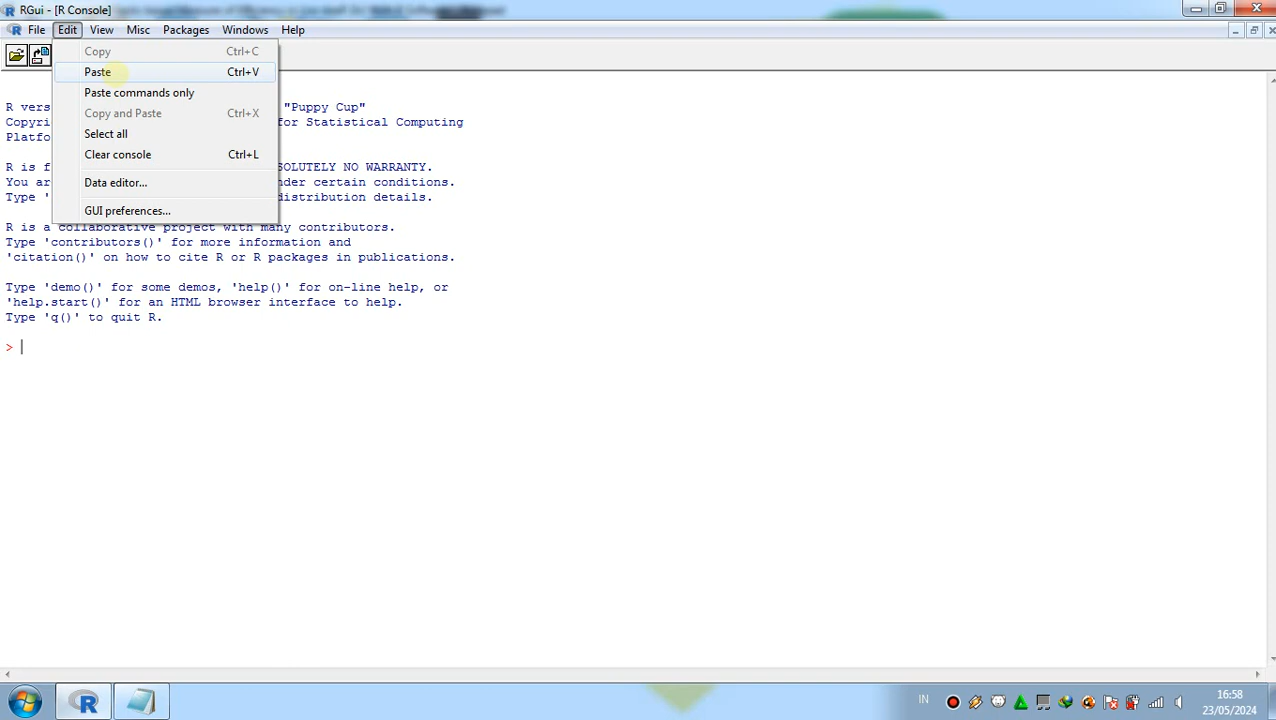 RGui - [R Console]
File Edit View Misc Packages Windows Help
Copy Ctrl+C
Paste Ctrl+V
Paste commands only
Copy and Paste Ctrl+X
Select all
Clear console Ctrl+L
Data editor...
GUI preferences...
R vers "Puppy Cup"
Copyri for Statistical Computing
Platfo
R is f SOLUTELY NO WARRANTY.
You ar nder certain conditions.
Type ' distribution details.
R is a collaborative project with many contributors.
Type 'contributors()' for more information and
'citation()' on how to cite R or R packages in publications.
Type 'demo()' for some demos, 'help()' for on-line help, or
'help.start()' for an HTML browser interface to help.
Type 'q()' to quit R.
>
IN
16:58
23/05/2024